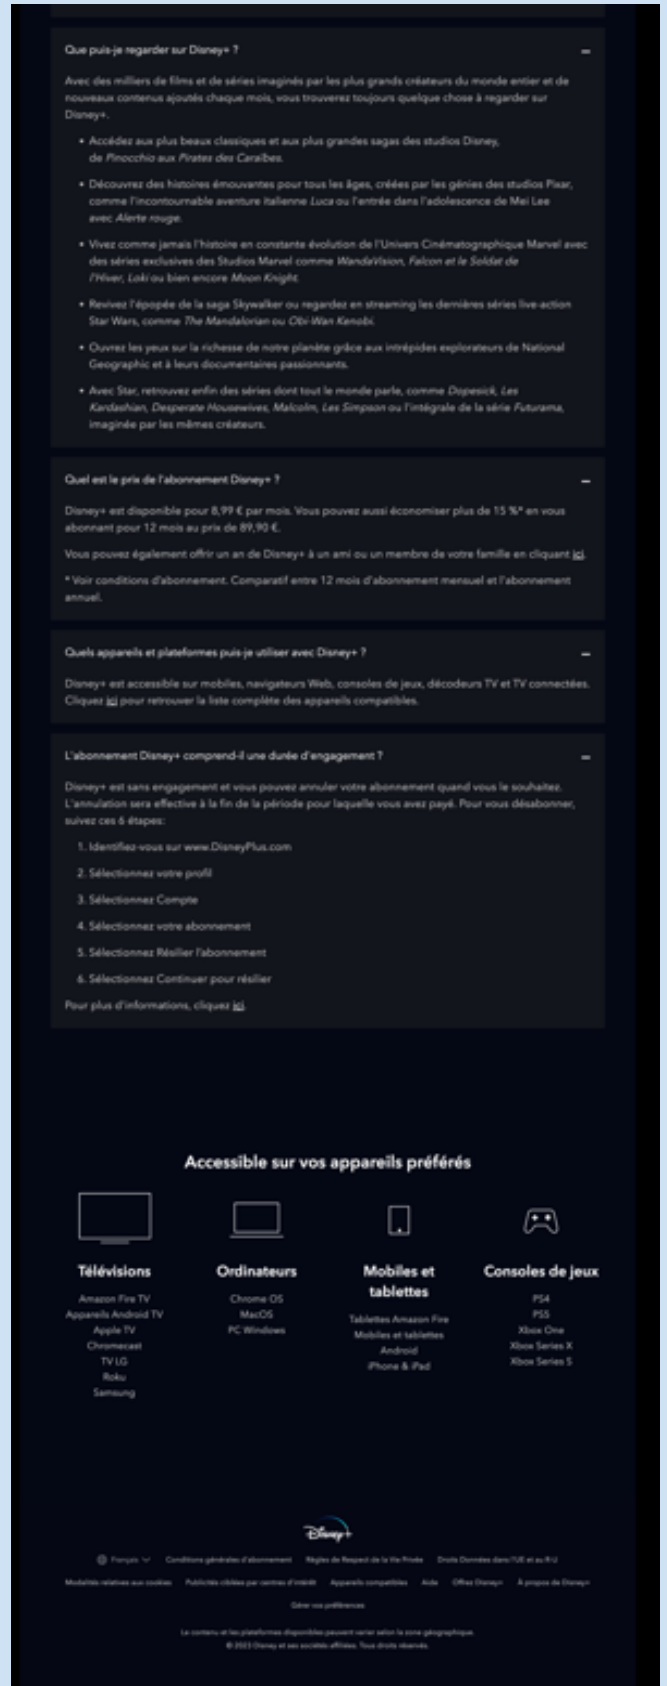 Que puis-je regarder sur Disney+ ?
Avec des milliers de films et de séries imaginés par les plus grands créateurs du monde entier et de
nouveaux contenus ajoutés chaque mois, vous trouverez toujours quelque chose à regarder sur
Disney+.
• Accédez aux plus beaux classiques et aux plus grandes sagas des studios Disney,
de Pinocchio aux Pirates des Caraïbes.
• Découvrez des histoires émouvantes pour tous les âges, créées par les génies des studios Pixar,
comme l'incontournable aventure italienne Luca ou l'entrée dans l'adolescence de Mei Lee
avec Alerte rouge.
• Vivez comme jamais l'histoire en constante évolution de l'Univers Cinématographique Marvel avec
des séries exclusives des Studios Marvel comme WandaVision, Falcon et le Soldat de
l'Hiver, Loki ou bien encore Moon Knight.
• Revivez l'épopée de la saga Skywalker ou regardez en streaming les dernières séries live-action
Star Wars, comme The Mandalorian ou Obi-Wan Kenobi.
• Ouvrez les yeux sur la richesse de notre planète grâce aux intrépides explorateurs de National
Geographic et à leurs documentaires passionnants.
• Avec Star, retrouvez enfin des séries dont tout le monde parle, comme Dopesick, Les
Kardashian, Desperate Housewives, Malcolm, Les Simpson ou l'intégrale de la série Futurama,
imaginée par les mêmes créateurs.
Quel est le prix de l'abonnement Disney+ ?
Disney+ est disponible pour 8,99 € par mois. Vous pouvez aussi économiser plus de 15 %* en vous
abonnant pour 12 mois au prix de 89,90 €.
Vous pouvez également offrir un an de Disney+ à un ami ou un membre de votre famille en cliquant ici.
* Voir conditions d'abonnement. Comparatif entre 12 mois d'abonnement mensuel et l'abonnement
annuel.
Quels appareils et plateformes puis-je utiliser avec Disney+ ?
Disney+ est accessible sur mobiles, navigateurs Web, consoles de jeux, décodeurs TV et TV connectées.
Cliquez ici pour retrouver la liste complète des appareils compatibles.
L'abonnement Disney+ comprend-il une durée d'engagement ?
Disney+ est sans engagement et vous pouvez annuler votre abonnement quand vous le souhaitez.
L'annulation sera effective à la fin de la période pour laquelle vous avez payé. Pour vous désabonner,
suivez ces 6 étapes:
1. Identifiez-vous sur www.DisneyPlus.com
2. Sélectionnez votre profil
3. Sélectionnez Compte
4. Sélectionnez votre abonnement
5. Sélectionnez Résilier l'abonnement
6. Sélectionnez Continuer pour résilier
Pour plus d'informations, cliquez ici.
Accessible sur vos appareils préférés
Télévisions
Amazon Fire TV
Appareils Android TV
Apple TV
Chromecast
TV LG
Roku
Samsung
Ordinateurs
Chrome OS
MacOS
PC Windows
Mobiles et
tablettes
Tablettes Amazon Fire
Mobiles et tablettes
Android
iPhone & iPad
Consoles de jeux
PS4
PS5
Xbox One
Xbox Series X
Xbox Series S
Disney+
Français Conditions générales d'abonnement Règles de Respect de la Vie Privée Droits Données dans l'UE et au R-U
Modalités relatives aux cookies Publicités ciblées par centres d'intérêt Appareils compatibles Aide Offrez Disney+ À propos de Disney+
Gérer vos préférences
Le contenu et les plateformes disponibles peuvent varier selon la zone géographique.
© 2023 Disney et ses sociétés affiliées. Tous droits réservés.